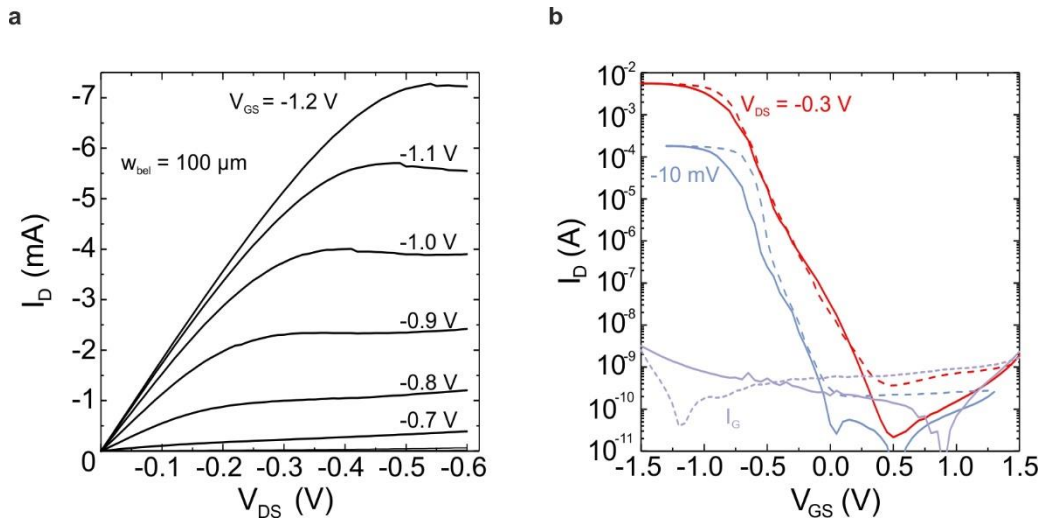 a
-7
-6
-5
-4
-3
-2
-1
0
I_D (mA)
V_GS = -1.2 V
w_bel = 100 µm
-1.1 V
-1.0 V
-0.9 V
-0.8 V
-0.7 V
-0.1 -0.2 -0.3 -0.4 -0.5 -0.6
V_DS (V)
b
10^-2
10^-3
10^-4
10^-5
10^-6
10^-7
10^-8
10^-9
10^-10
10^-11
I_D (A)
V_DS = -0.3 V
-10 mV
I_G
-1.5 -1.0 -0.5 0.0 0.5 1.0 1.5
V_GS (V)